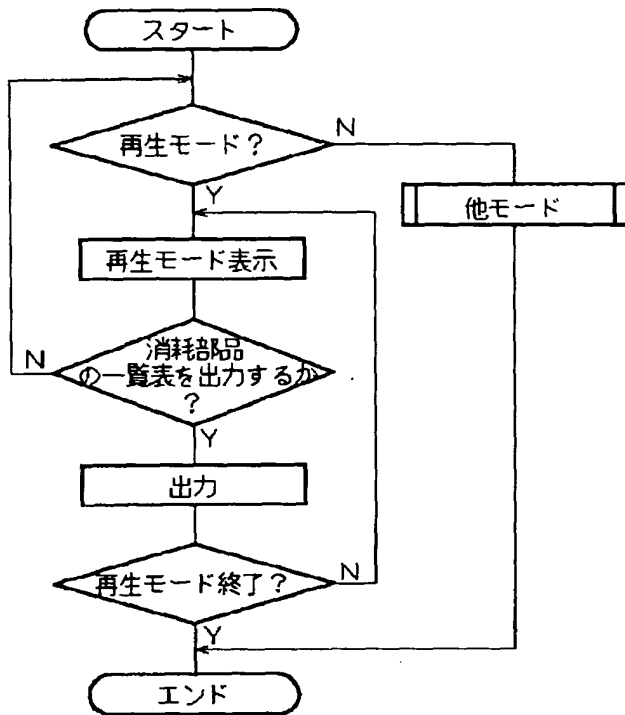 スタート
再生モード?
N
Y
他モード
再生モード表示
消耗部品
の一覧表を出力するか
?
N
Y
出力
再生モード終了?
N
Y
エンド